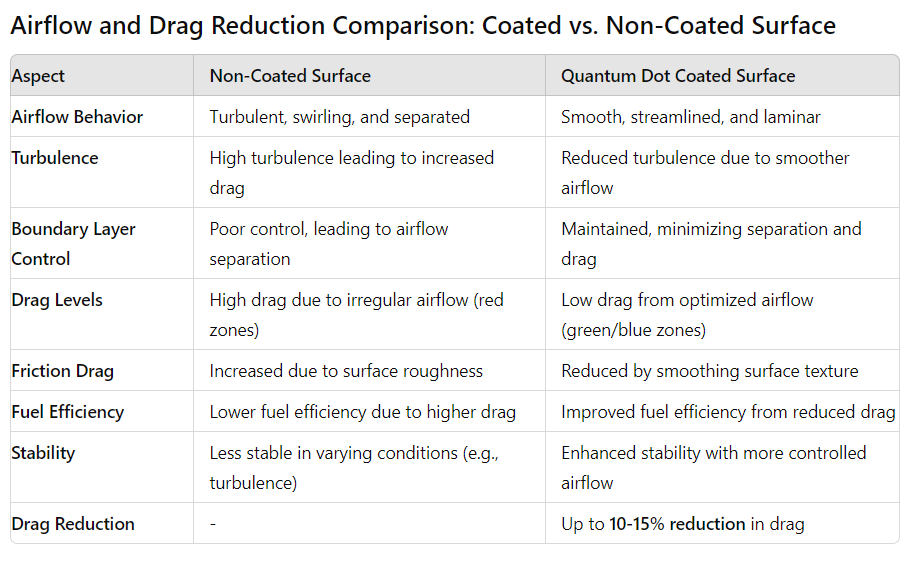 Airflow and Drag Reduction Comparison: Coated vs. Non-Coated Surface
Aspect Non-Coated Surface Quantum Dot Coated Surface
Airflow Behavior Turbulent, swirling, and separated Smooth, streamlined, and laminar
Turbulence High turbulence leading to increased Reduced turbulence due to smoother
drag airflow
Boundary Layer Poor control, leading to airflow Maintained, minimizing separation and
Control separation drag
Drag Levels High drag due to irregular airflow (red Low drag from optimized airflow
zones) (green/blue zones)
Friction Drag Increased due to surface roughness Reduced by smoothing surface texture
Fuel Efficiency Lower fuel efficiency due to higher drag Improved fuel efficiency from reduced drag
Stability Less stable in varying conditions (e.g., Enhanced stability with more controlled
turbulence) airflow
Drag Reduction - Up to 10-15% reduction in drag